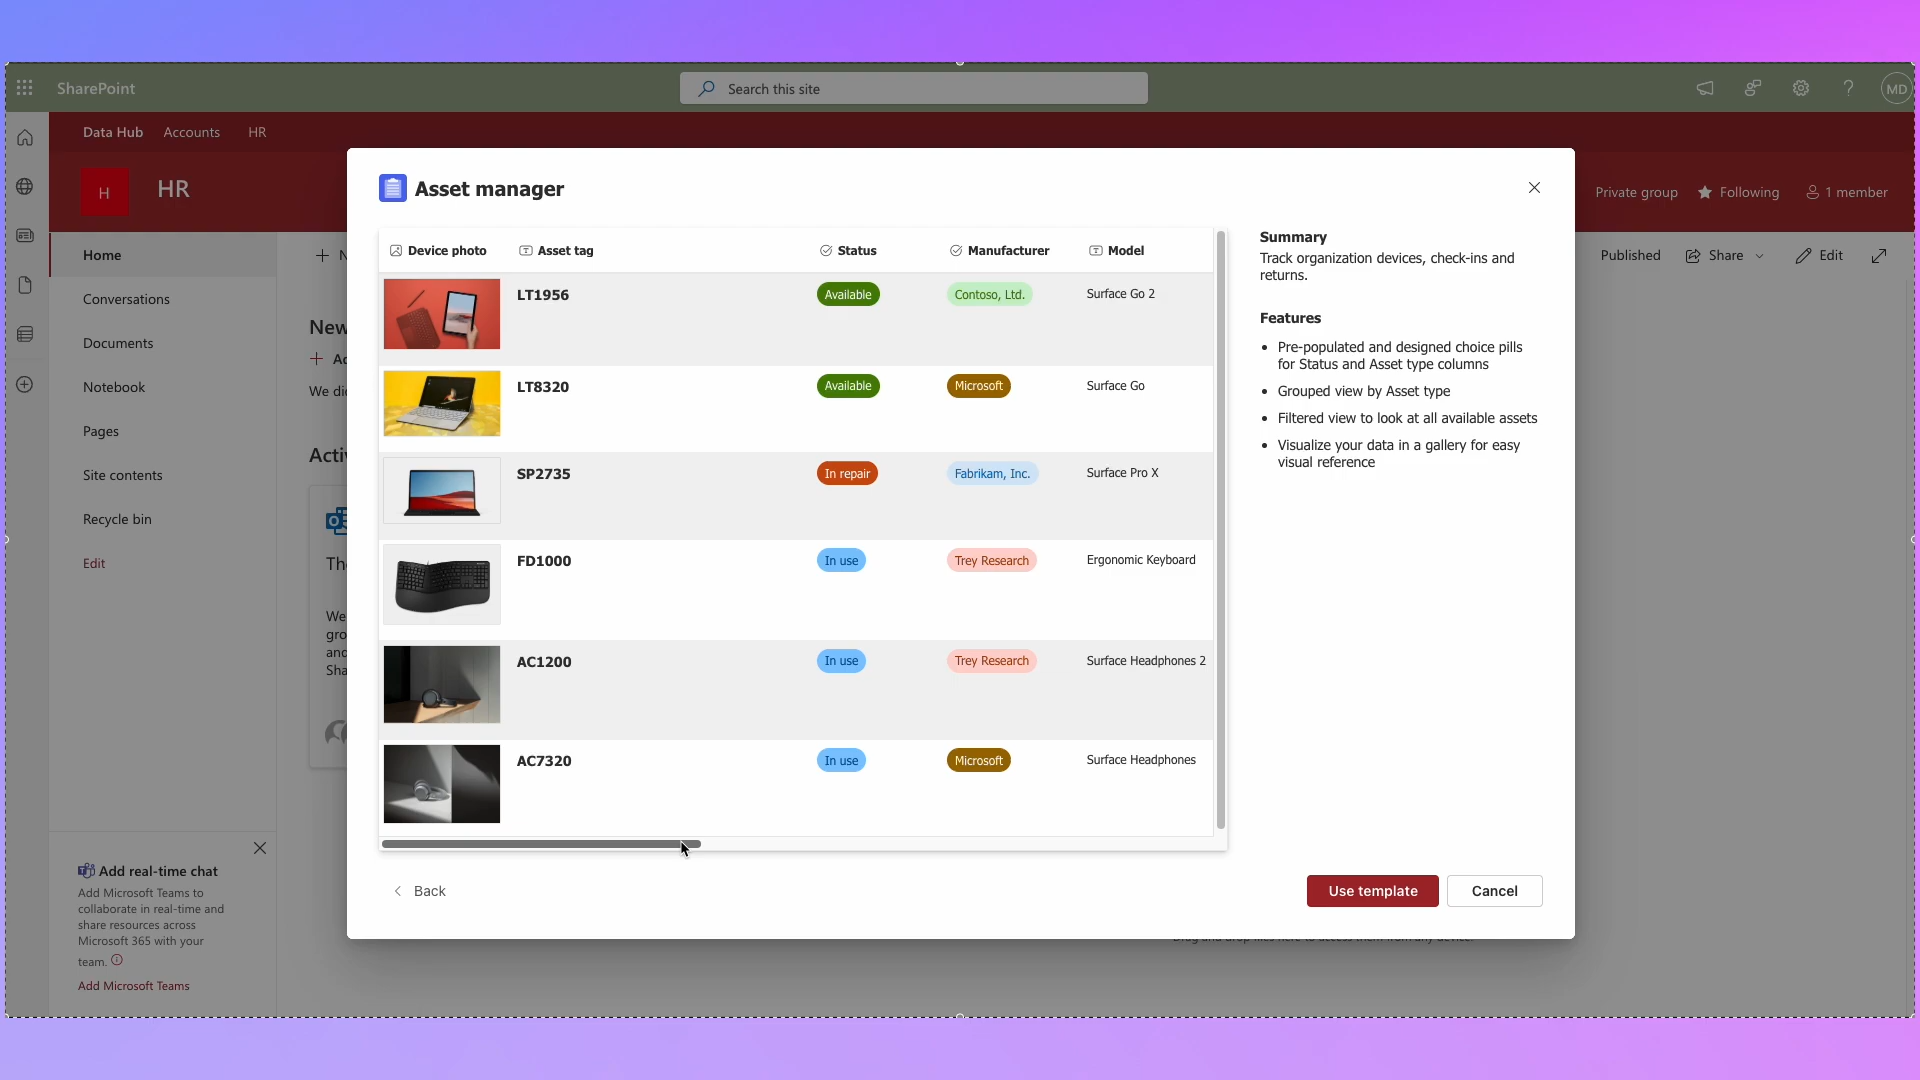 SharePoint
Search this site
MD
Data Hub Accounts HR
H
HR
Private group
Following
1 member
Home
Conversations
Documents
Notebook
Pages
Site contents
Recycle bin
Edit
Published
Share
Edit
Asset manager
Device photo Asset tag Status Manufacturer Model
LT1956 Available Contoso, Ltd. Surface Go 2
LT8320 Available Microsoft Surface Go
SP2735 In repair Fabrikam, Inc. Surface Pro X
FD1000 In use Trey Research Ergonomic Keyboard
AC1200 In use Trey Research Surface Headphones 2
AC7320 In use Microsoft Surface Headphones
Summary
Track organization devices, check-ins and
returns.
Features
• Pre-populated and designed choice pills
for Status and Asset type columns
• Grouped view by Asset type
• Filtered view to look at all available assets
• Visualize your data in a gallery for easy
visual reference
Back
Use template
Cancel
Add real-time chat
Add Microsoft Teams to
collaborate in real-time and
share resources across
Microsoft 365 with your
team.
Add Microsoft Teams